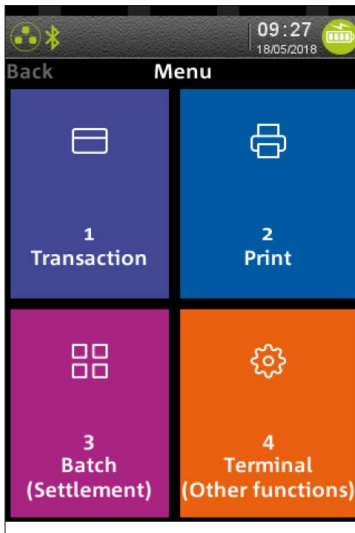 09:27
18/05/2018
Back Menu
1
Transaction
2
Print
3
Batch
(Settlement)
4
Terminal
(Other functions)